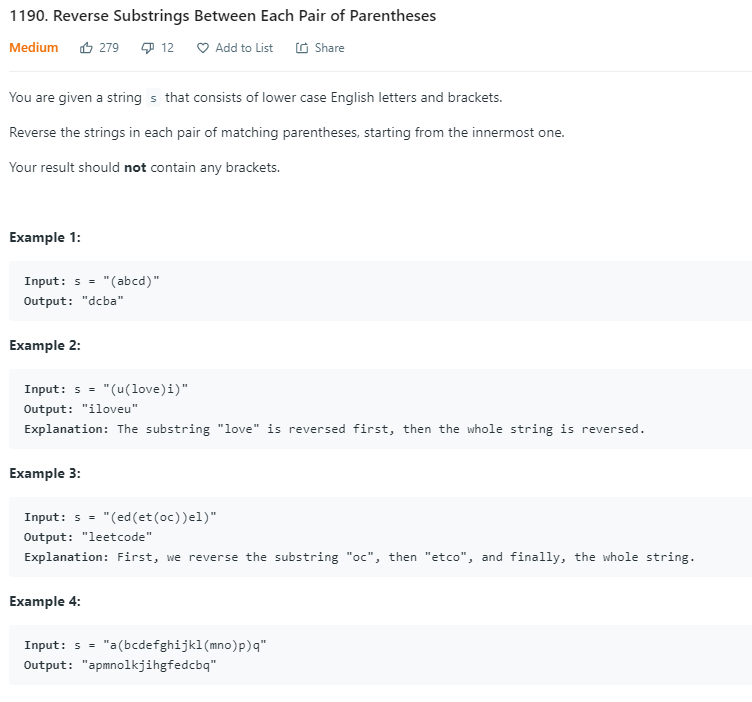 1190. Reverse Substrings Between Each Pair of Parentheses
Medium 279 12 Add to List Share
You are given a string s that consists of lower case English letters and brackets.
Reverse the strings in each pair of matching parentheses, starting from the innermost one.
Your result should not contain any brackets.
Example 1:
Input: s = "(abcd)"
Output: "dcba"
Example 2:
Input: s = "(u(love)i)"
Output: "iloveu"
Explanation: The substring "love" is reversed first, then the whole string is reversed.
Example 3:
Input: s = "(ed(et(oc))el)"
Output: "leetcode"
Explanation: First, we reverse the substring "oc", then "etco", and finally, the whole string.
Example 4:
Input: s = "a(bcdefghijkl(mno)p)q"
Output: "apmnolkjihgfedcbq"